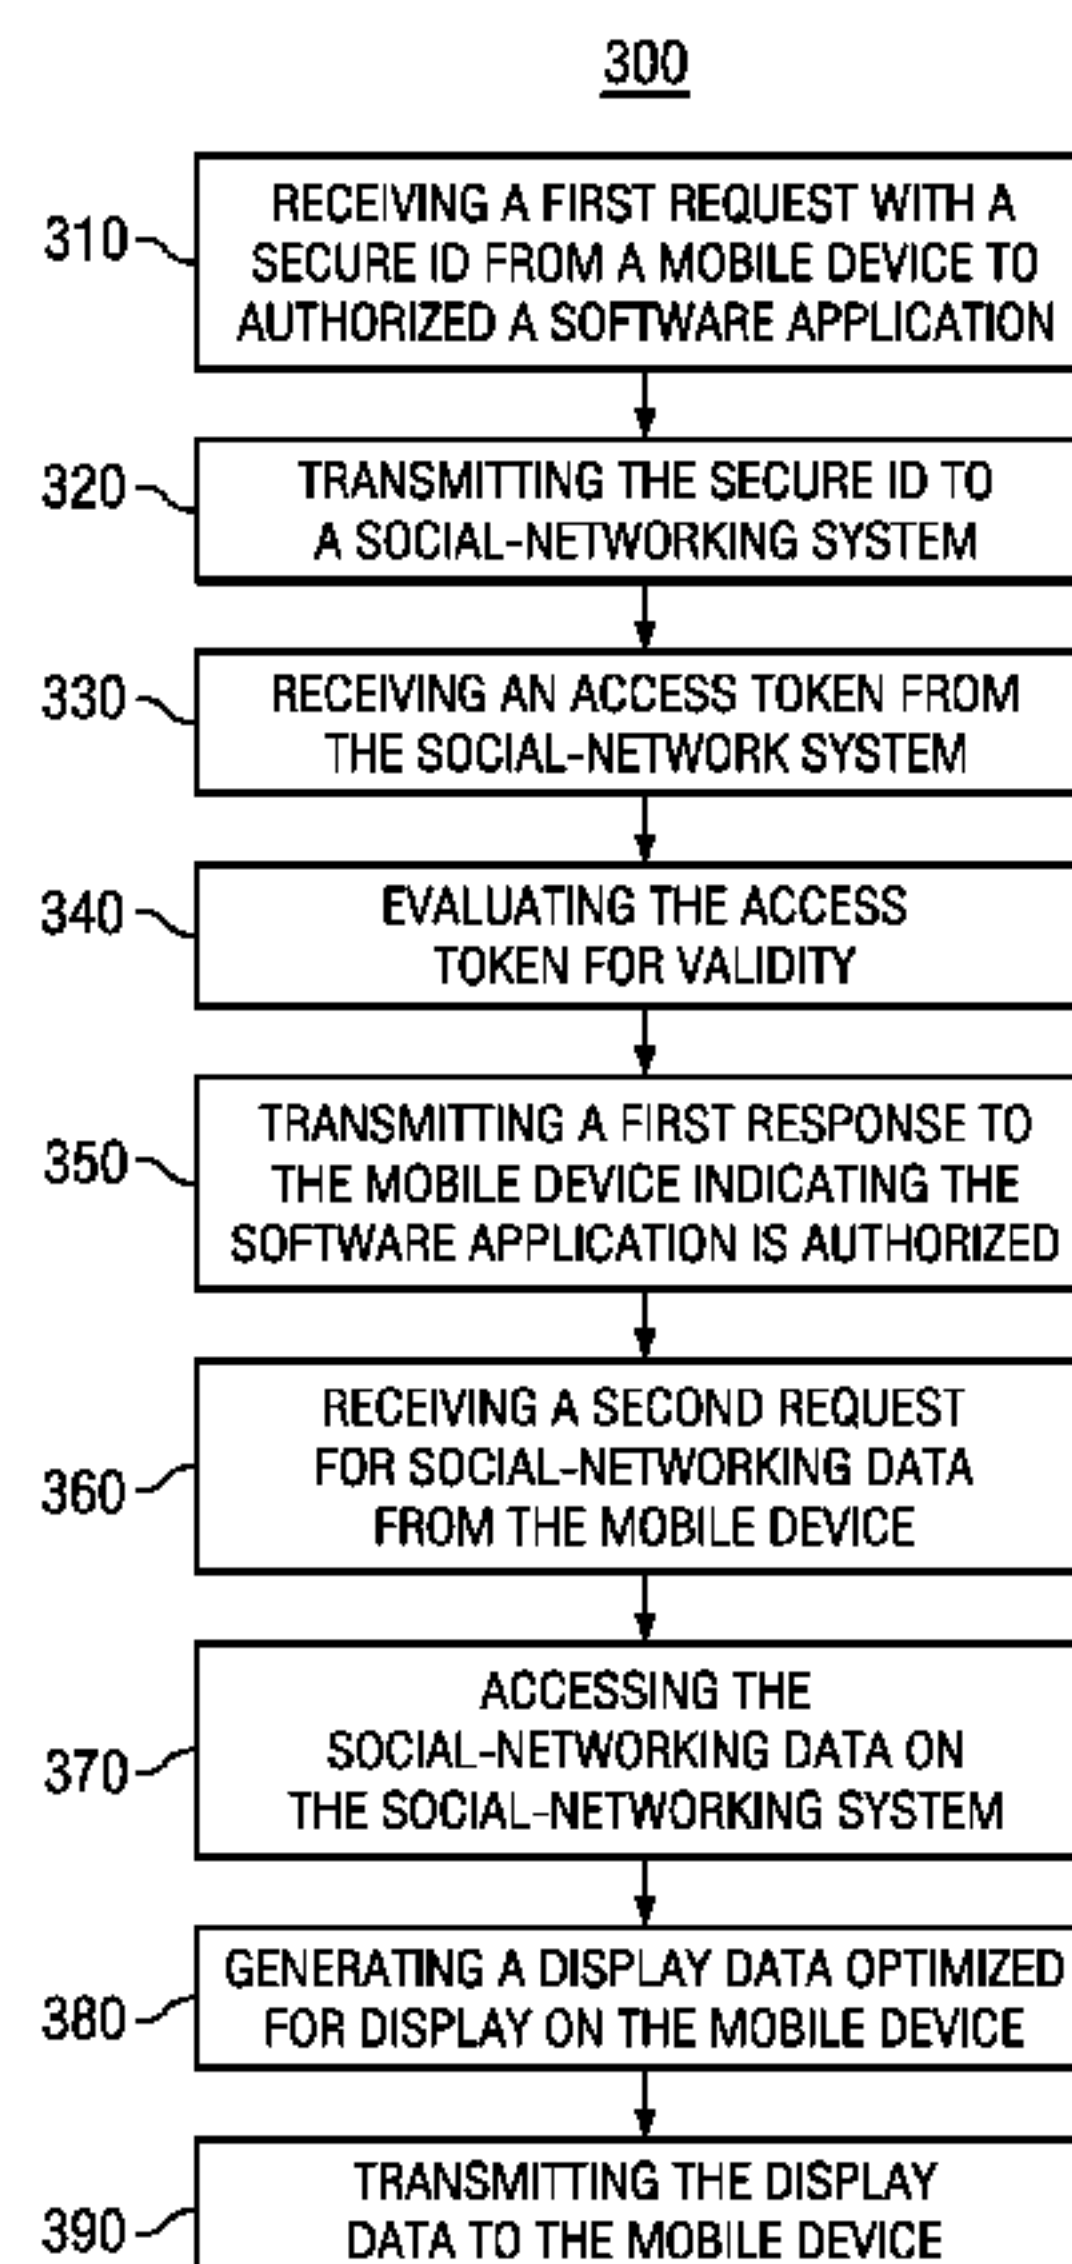 300
310
RECEIVING A FIRST REQUEST WITH A
SECURE ID FROM A MOBILE DEVICE TO
AUTHORIZED A SOFTWARE APPLICATION
320
TRANSMITTING THE SECURE ID TO
A SOCIAL-NETWORKING SYSTEM
330
RECEIVING AN ACCESS TOKEN FROM
THE SOCIAL-NETWORK SYSTEM
340
EVALUATING THE ACCESS
TOKEN FOR VALIDITY
350
TRANSMITTING A FIRST RESPONSE TO
THE MOBILE DEVICE INDICATING THE
SOFTWARE APPLICATION IS AUTHORIZED
360
RECEIVING A SECOND REQUEST
FOR SOCIAL-NETWORKING DATA
FROM THE MOBILE DEVICE
370
ACCESSING THE
SOCIAL-NETWORKING DATA ON
THE SOCIAL-NETWORKING SYSTEM
380
GENERATING A DISPLAY DATA OPTIMIZED
FOR DISPLAY ON THE MOBILE DEVICE
390
TRANSMITTING THE DISPLAY
DATA TO THE MOBILE DEVICE